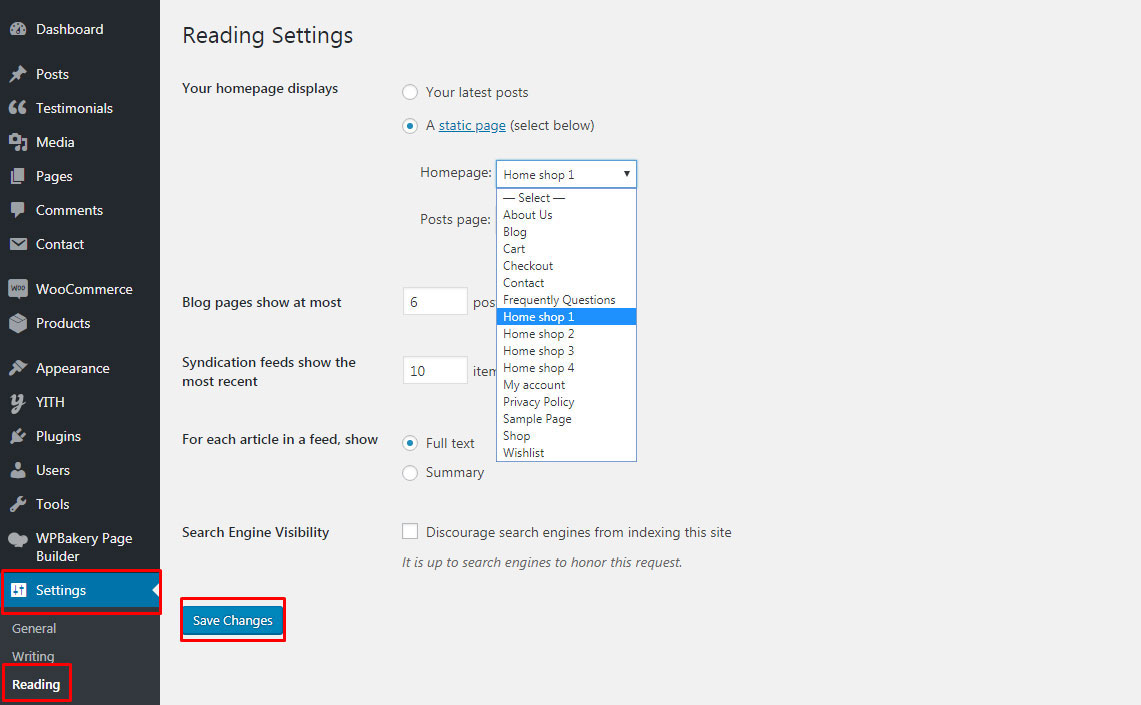 Dashboard
Posts
Testimonials
Media
Pages
Comments
Contact
WOO WooCommerce
Products
Appearance
YITH
Plugins
Users
Tools
WPBakery Page
Builder
Settings
General
Writing
Reading
Reading Settings
Your homepage displays
Your latest posts
A static page (select below)
Homepage: Home shop 1
— Select —
About Us
Blog
Cart
Checkout
Contact
Frequently Questions
Home shop 1
Home shop 2
Home shop 3
Home shop 4
My account
Privacy Policy
Sample Page
Shop
Wishlist
Posts page:
Blog pages show at most
6 pos
Syndication feeds show the
most recent
10 item
For each article in a feed, show
Full text
Summary
Search Engine Visibility
Discourage search engines from indexing this site
It is up to search engines to honor this request.
Save Changes